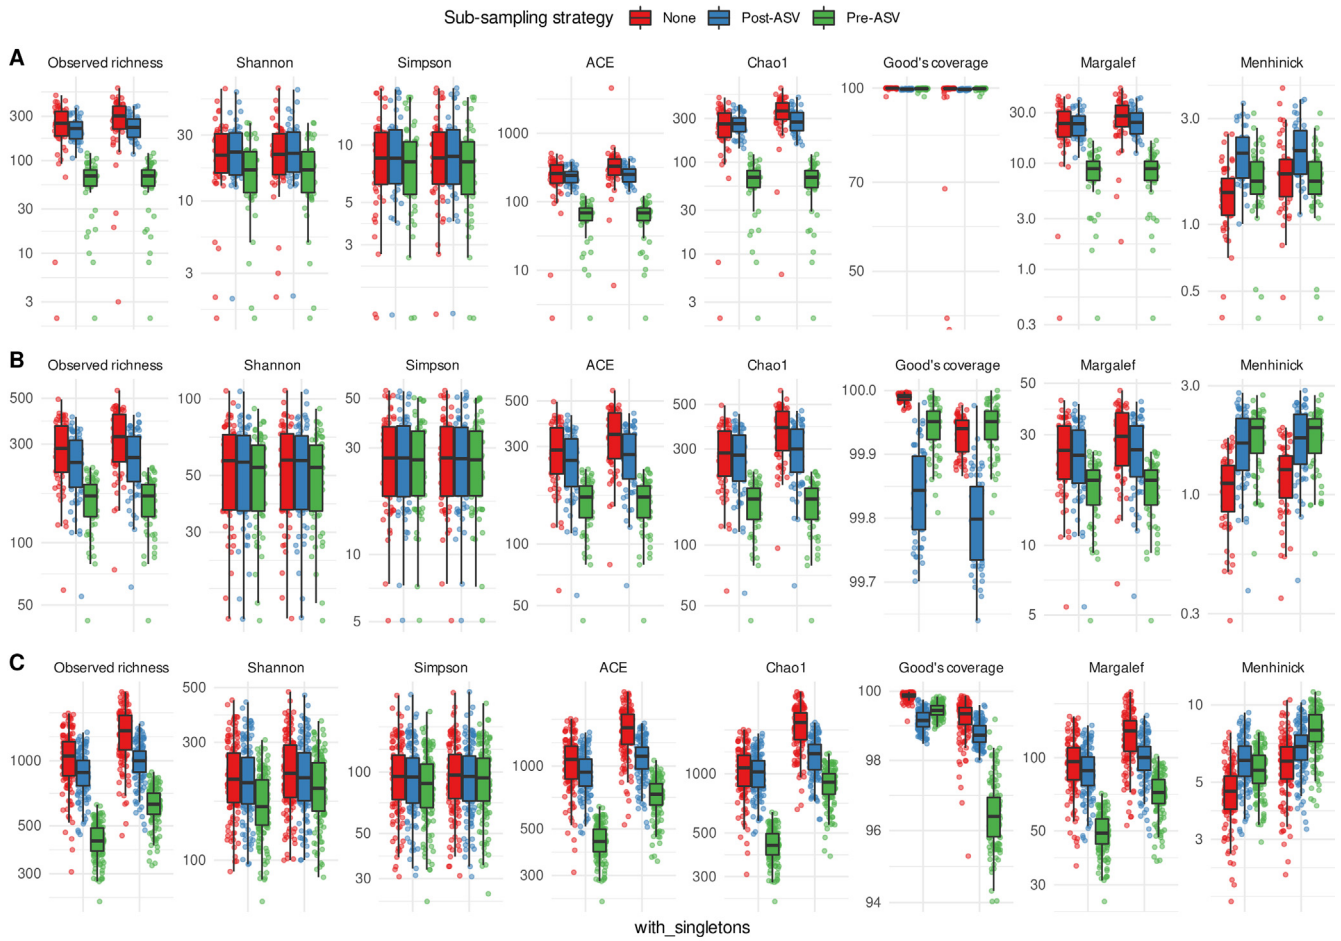 Sub-sampling strategy None Post-ASV Pre-ASV
A
Observed richness Shannon Simpson ACE Chao1 Good's coverage Margalef Menhinick
300 100 30 10 3
30 10 3
10 5 3
1000 100 10
300 100 30 10 3
100 70 50
30.0 10.0 3.0 1.0 0.3
3.0 1.0 0.5
B
Observed richness Shannon Simpson ACE Chao1 Good's coverage Margalef Menhinick
500 300 100 50
100 50 30
50 30 10 5
500 300 100 50
500 300 100 50
100.0 99.9 99.8 99.7
50 30 10 5
3.0 1.0 0.3
C
Observed richness Shannon Simpson ACE Chao1 Good's coverage Margalef Menhinick
1000 500 300
500 300 100
100 50 30
1000 500 300
1000 500 300
100 98 96 94
100 50 30
10 5 3
with_singletons